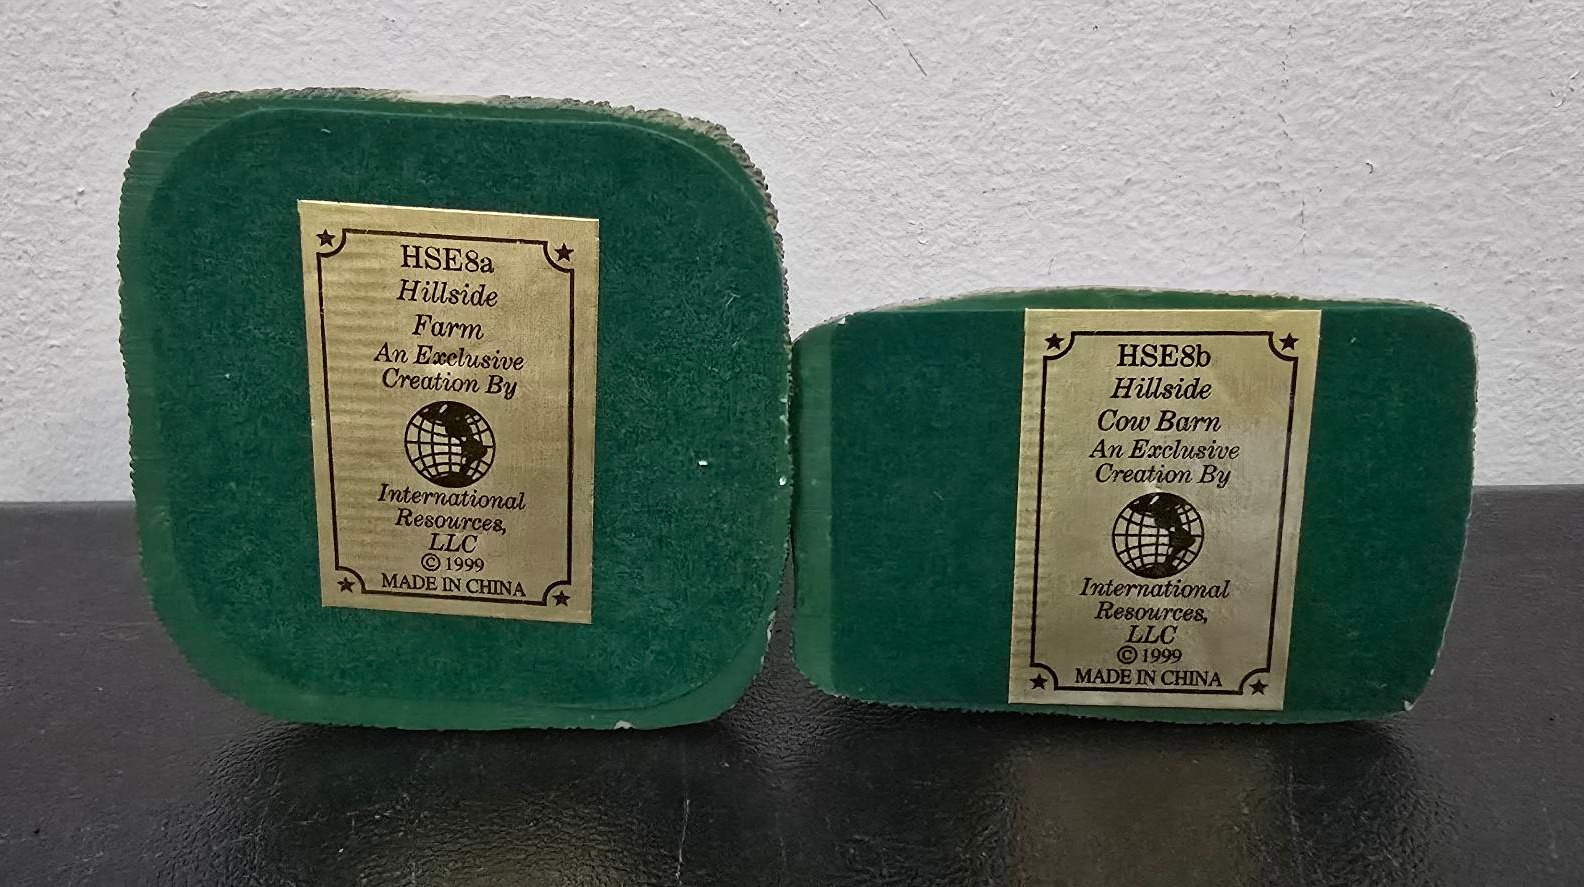 HSE8a
Hillside
Farm
An Exclusive
Creation By
International
Resources,
LLC
© 1999
MADE IN CHINA
HSE8b
Hillside
Cow Barn
An Exclusive
Creation By
International
Resources,
LLC
© 1999
MADE IN CHINA